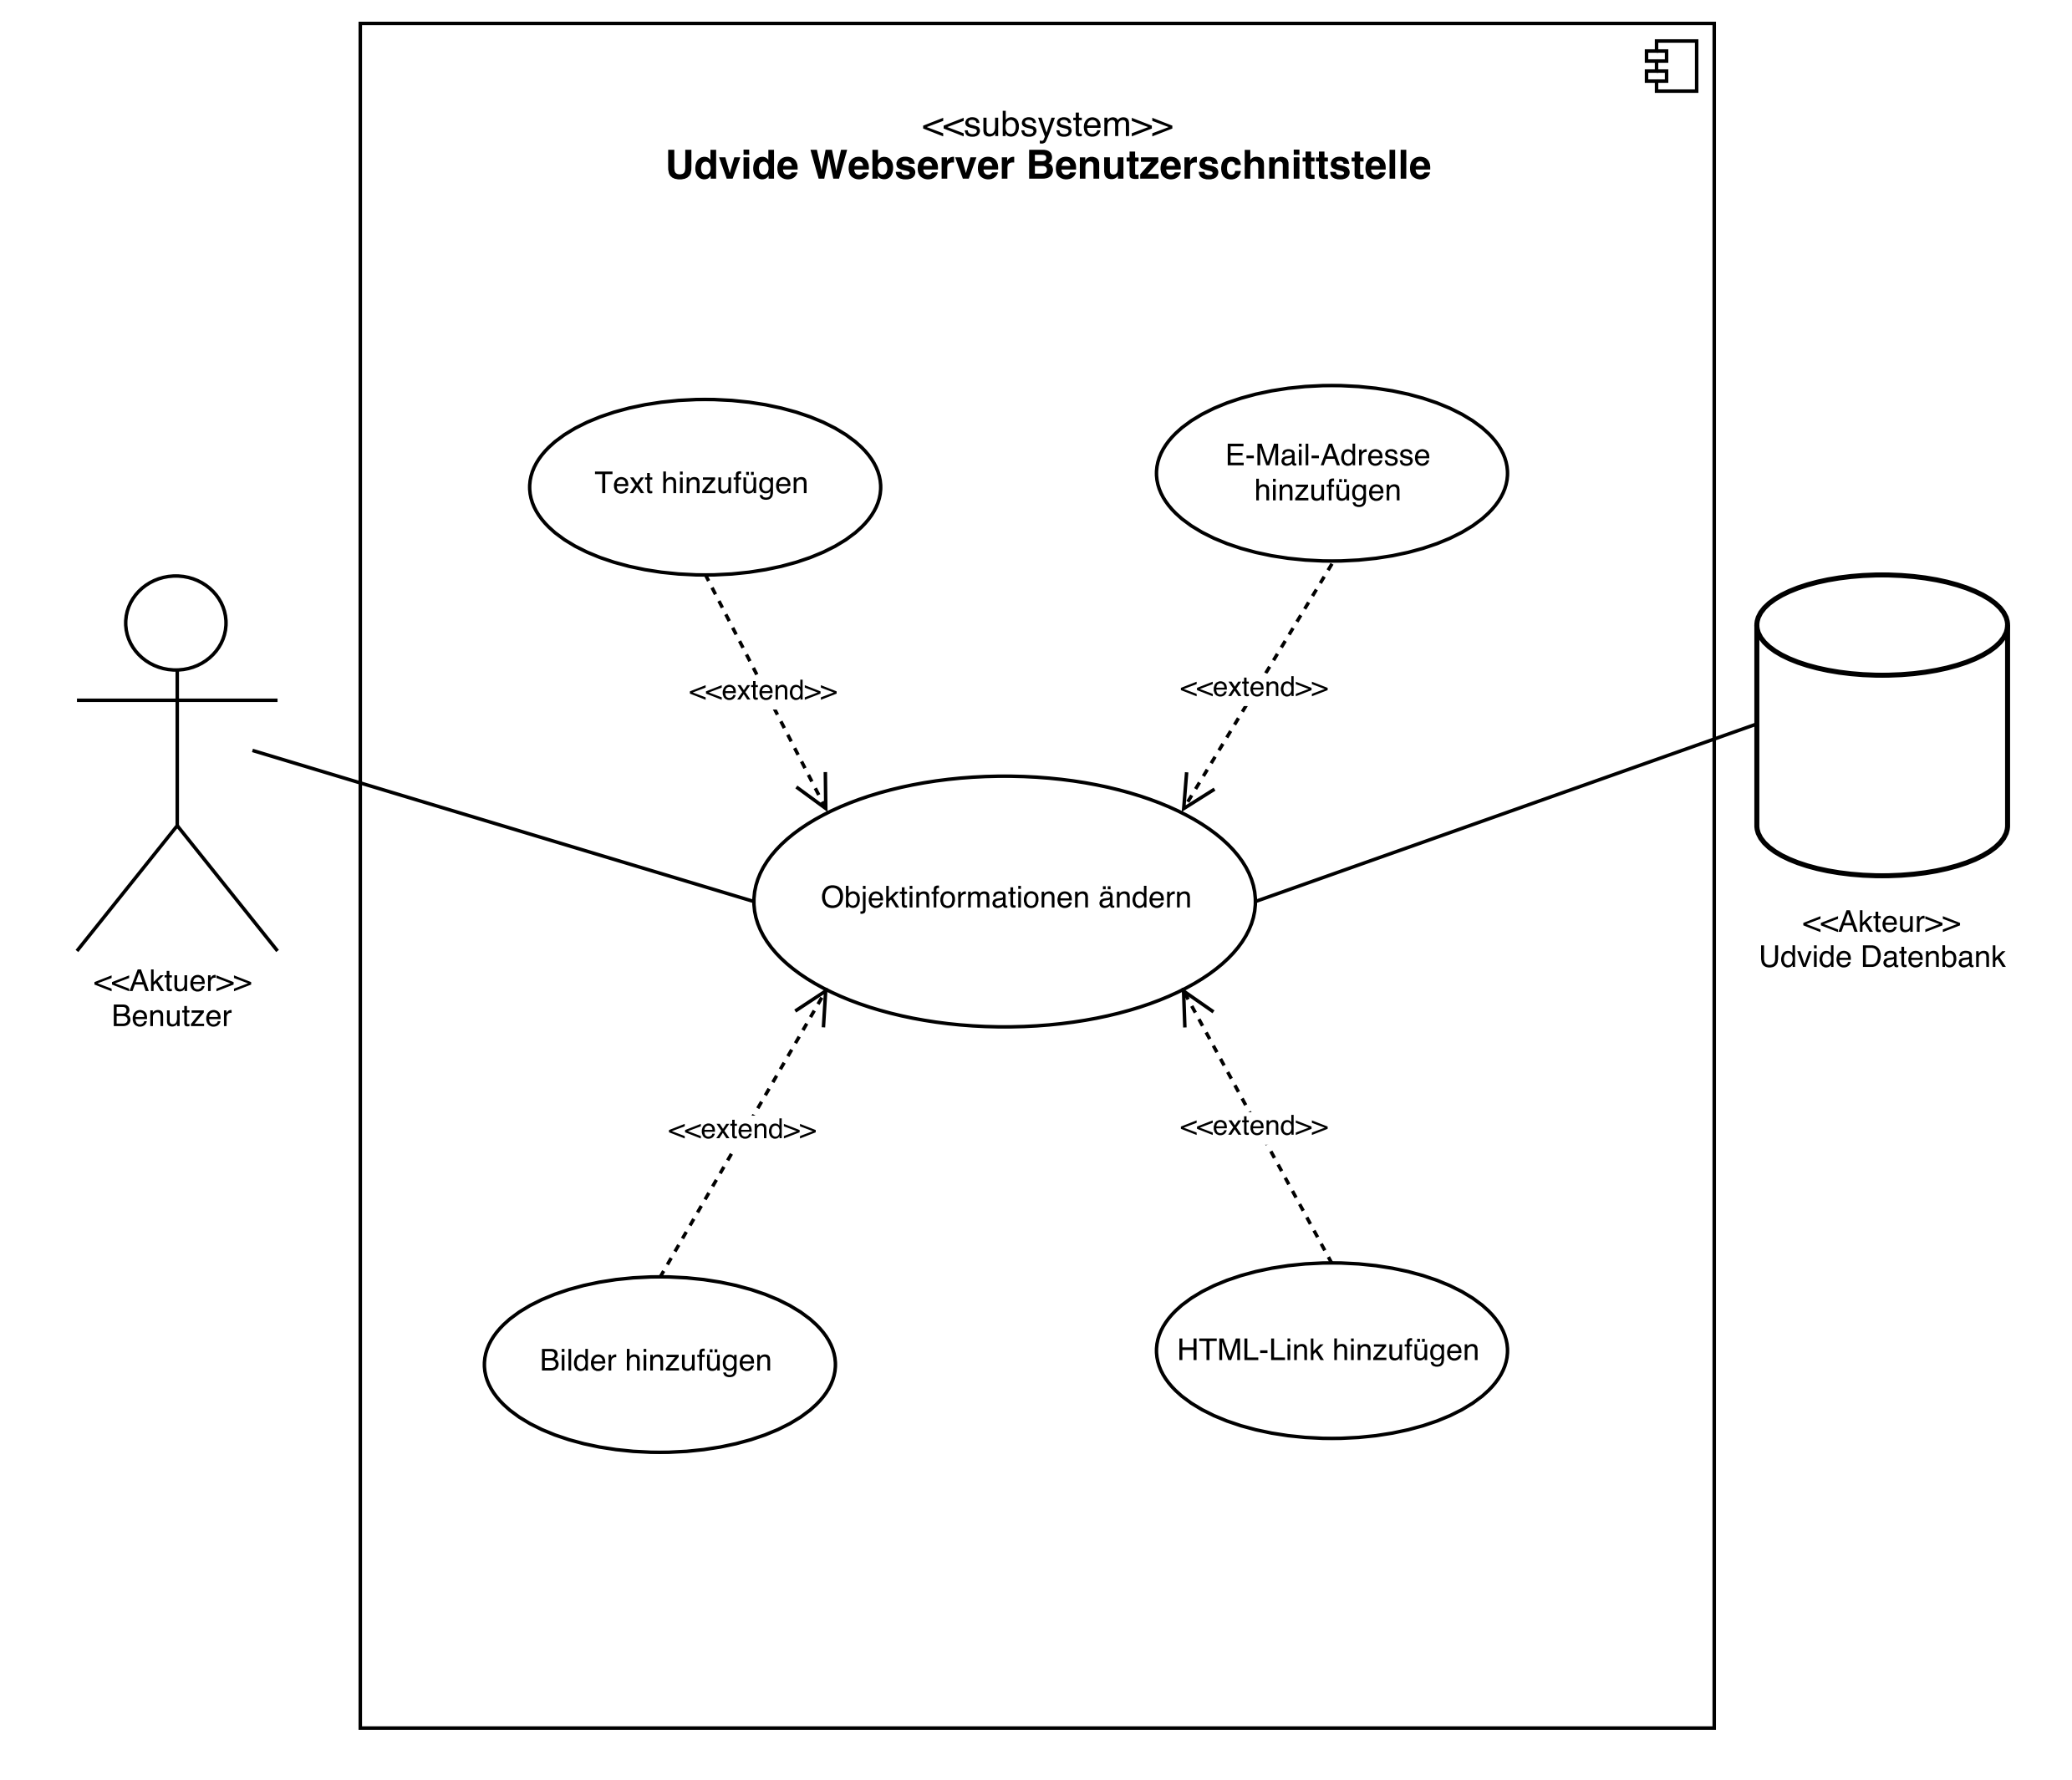 <<subsystem>>
Udvide Webserver Benutzerschnittstelle
Text hinzufügen
E-Mail-Adresse
hinzufügen
<<extend>>
<<extend>>
Objektinformationen ändern
<<Aktuer>>
Benutzer
<<Akteur>>
Udvide Datenbank
<<extend>>
<<extend>>
Bilder hinzufügen
HTML-Link hinzufügen